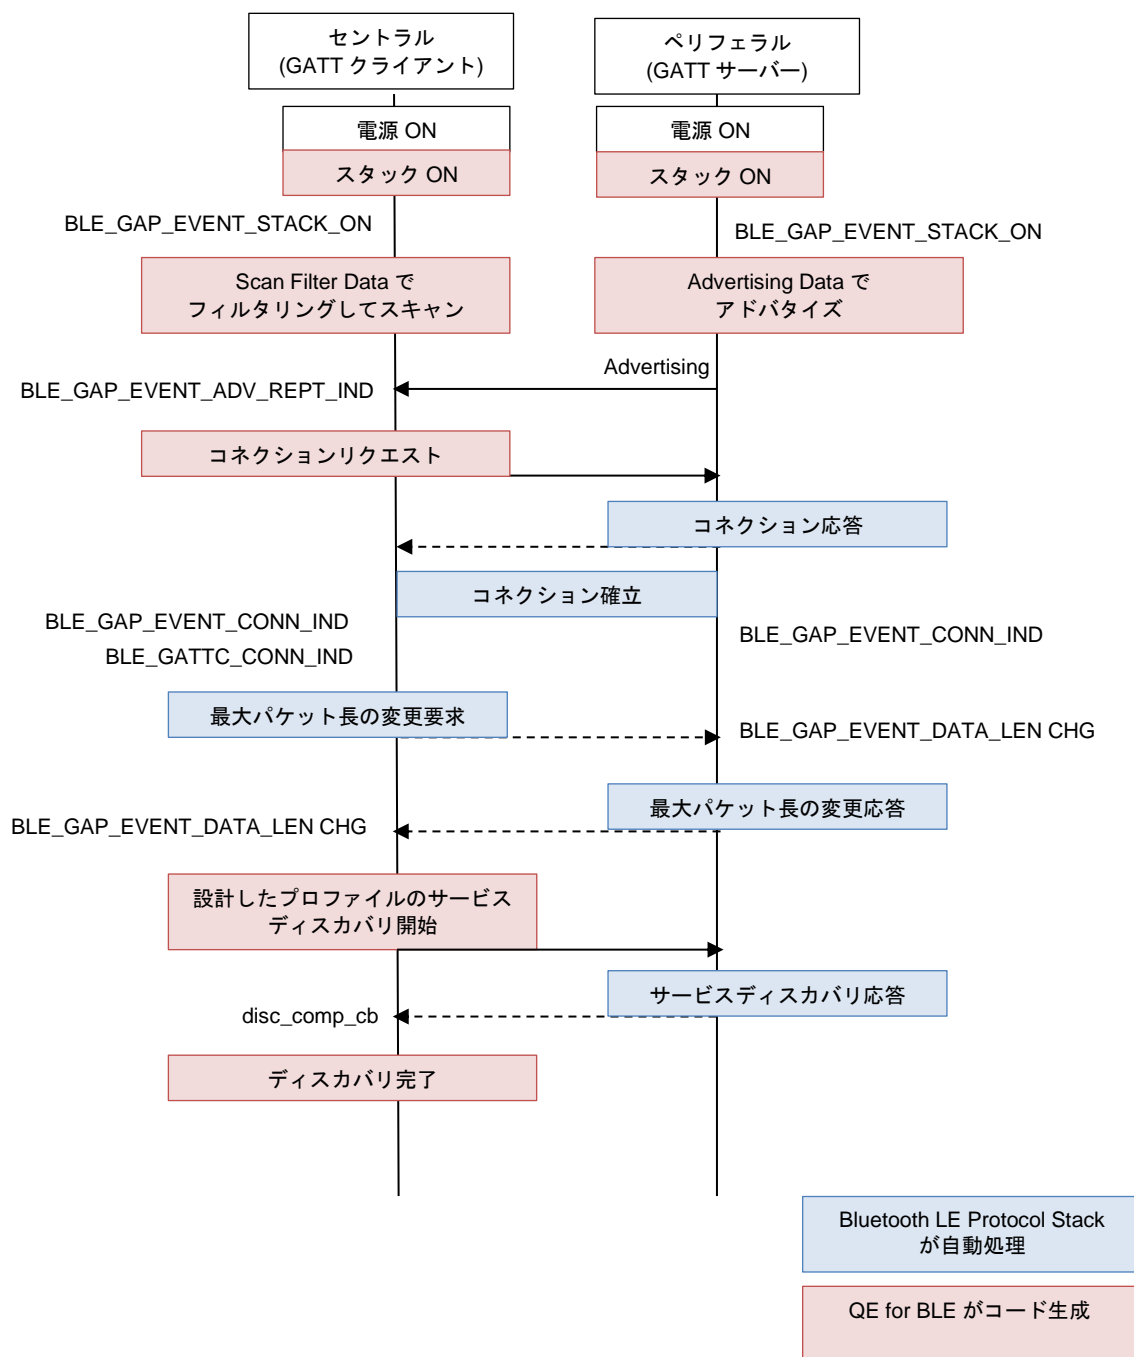 セントラル
(GATT クライアント)
ペリフェラル
(GATT サーバー)
電源 ON
電源 ON
スタック ON
スタック ON
BLE_GAP_EVENT_STACK_ON
BLE_GAP_EVENT_STACK_ON
Scan Filter Data で
フィルタリングしてスキャン
Advertising Data で
アドバタイズ
Advertising
BLE_GAP_EVENT_ADV_REPT_IND
コネクションリクエスト
コネクション応答
コネクション確立
BLE_GAP_EVENT_CONN_IND
BLE_GATTC_CONN_IND
BLE_GAP_EVENT_CONN_IND
最大パケット長の変更要求
BLE_GAP_EVENT_DATA_LEN CHG
最大パケット長の変更応答
BLE_GAP_EVENT_DATA_LEN CHG
設計したプロファイルのサービス
ディスカバリ開始
サービスディスカバリ応答
disc_comp_cb
ディスカバリ完了
Bluetooth LE Protocol Stack
が自動処理
QE for BLE がコード生成